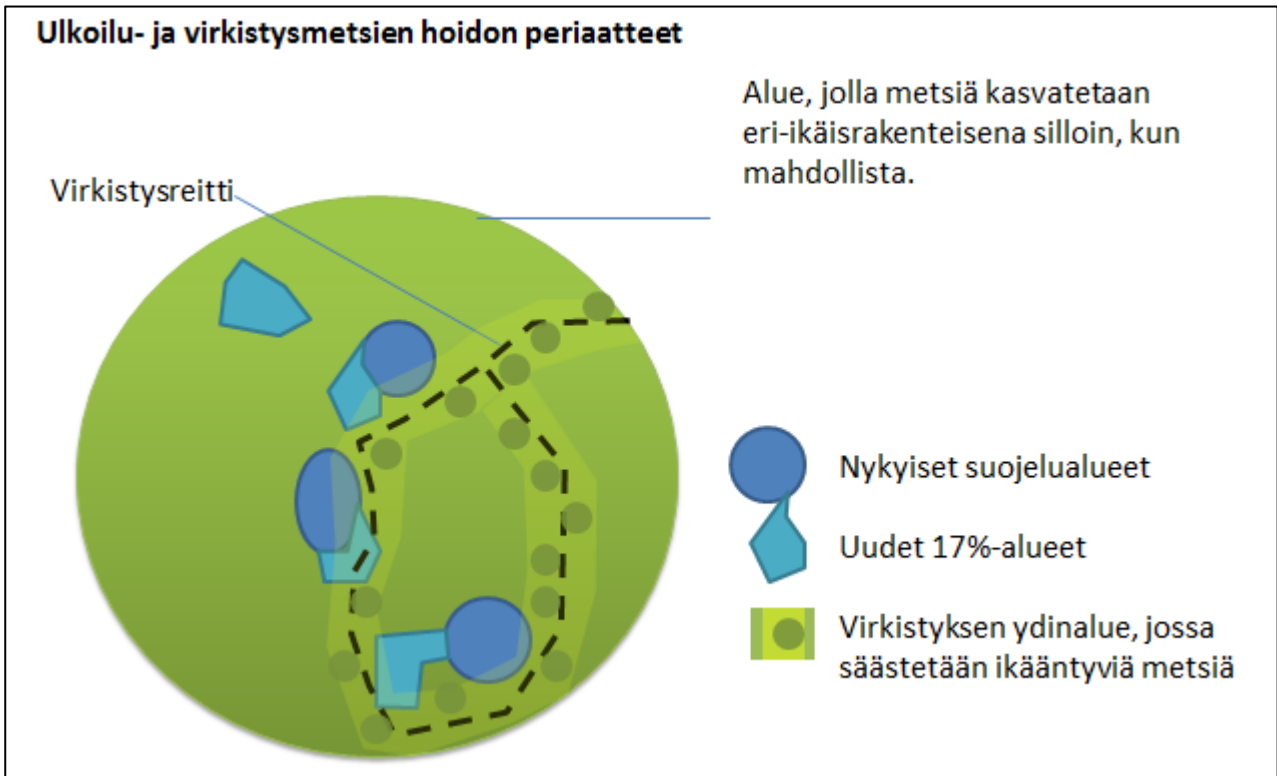 Ulkoilu- ja virkistysmetsien hoidon periaatteet
Alue, jolla metsiä kasvatetaan
eri-ikäisrakenteisena silloin, kun
mahdollista.
Virkistysreitti
Nykyiset suojelualueet
Uudet 17%-alueet
Virkistyksen ydinalue, jossa
säästetään ikääntyviä metsiä